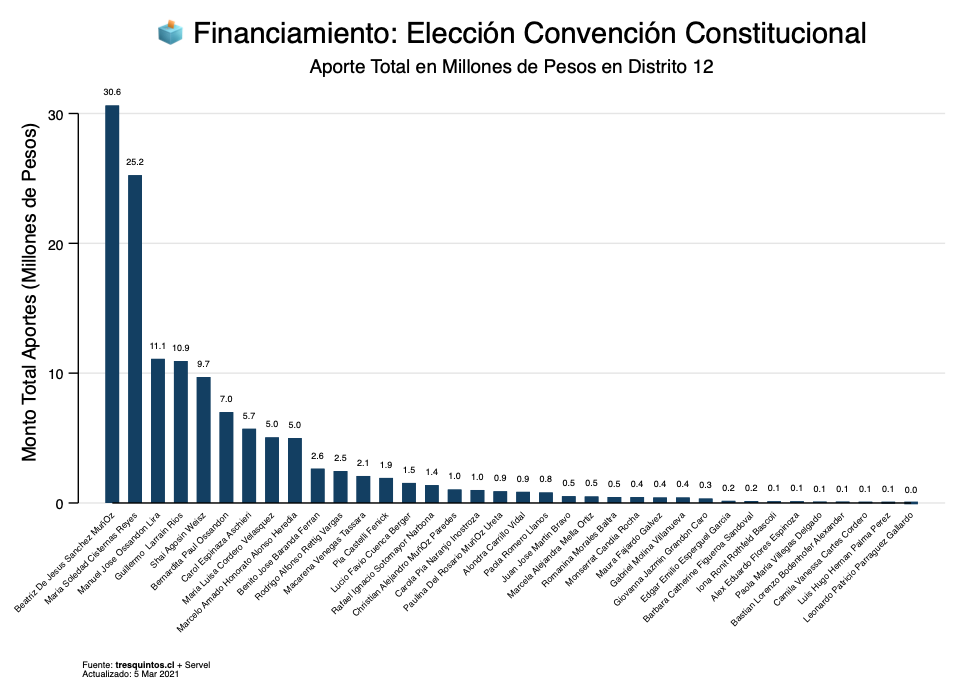 Financiamiento: Elección Convención Constitucional
Aporte Total en Millones de Pesos en Distrito 12
Monto Total Aportes (Millones de Pesos)
30
20
10
0
30.6
25.2
11.1
10.9
9.7
7.0
5.7
5.0
5.0
2.6
2.5
2.1
1.9
1.5
1.4
1.0
1.0
0.9
0.9
0.8
0.5
0.5
0.5
0.4
0.4
0.4
0.3
0.2
0.2
0.1
0.1
0.1
0.1
0.1
0.1
0.0
Beatriz De Jesus Sanchez MuñOz
Maria Soledad Cisternas Reyes
Manuel Jose Ossandon Lira
Guillermo Larraín Rios
Shai Agosin Weisz
Bernardita Paul Ossandon
Carol Espinaza Aschieri
Maria Luisa Cordero Velasquez
Marcelo Amado Honorato Alonso Heredia
Benito Jose Baranda Ferran
Rodrigo Alfonso Rettig Vargas
Macarena Venegas Tassara
Pia Castelli Fenick
Lucio Favio Cuenca Berger
Rafael Ignacio Sotomayor Narbona
Christian Alejandro MuñOz Paredes
Carola Pia Naranjo Inostroza
Paulina Del Rosario MuñOz Ureta
Alondra Carrillo Vidal
Paola Romero Llanos
Juan Jose Martin Bravo
Marcela Alejandra Mella Ortiz
Romanina Morales Baltra
Monserrat Candia Rocha
Maura Fajardo Galvez
Gabriel Molina Villanueva
Giovanna Jazmin Grandon Caro
Edgar Emilio Esperguel Garcia
Barbara Catherine Figueroa Sandoval
Iona Ronit Rothfeld Bascoli
Alex Eduardo Flores Espinoza
Paola Maria Villegas Delgado
Bastian Lorenzo Bodenhofer Alexander
Camila Vanessa Cartes Cordero
Luis Hugo Hernan Palma Perez
Leonardo Patricio Parraguez Gallardo
Fuente: tresquintos.cl + Servel
Actualizado: 5 Mar 2021